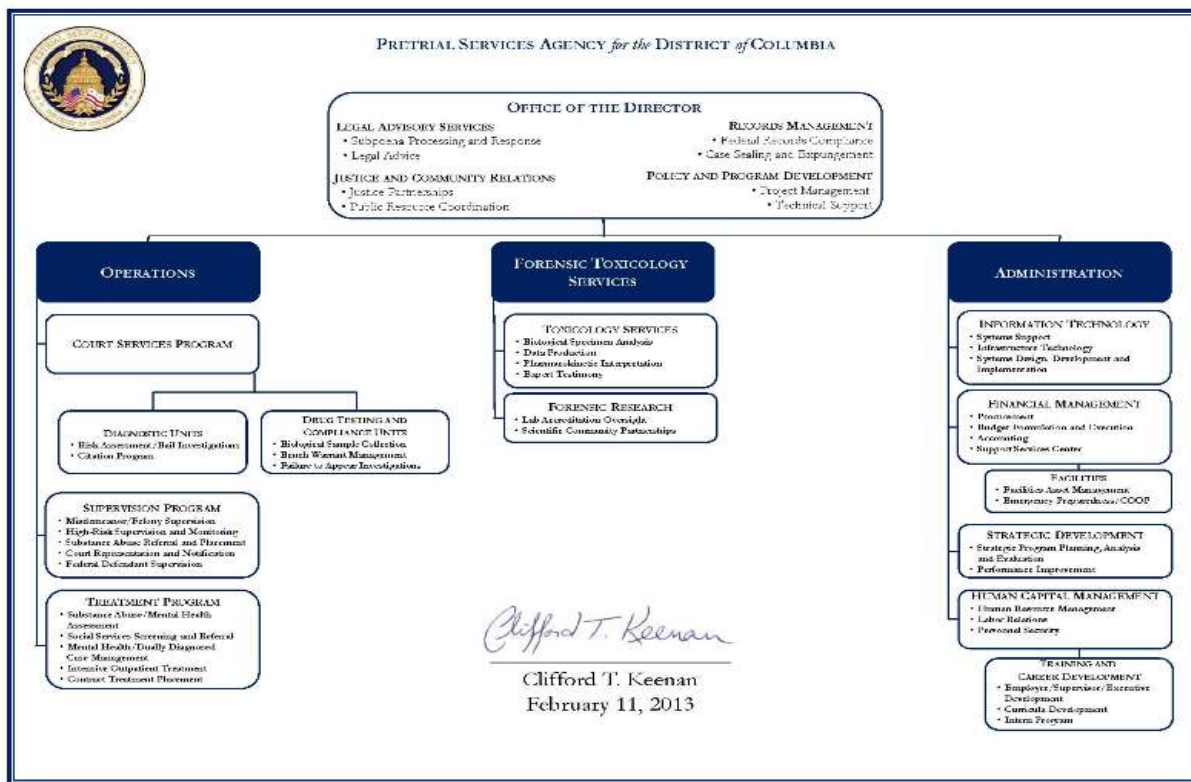 PRETRIAL SERVICES AGENCY for the DISTRICT of COLUMBIA
OFFICE OF THE DIRECTOR
LEGAL ADVISORY SERVICES
• Subpoena Processing and Response
• Legal Advice
JUSTICE AND COMMUNITY RELATIONS
• Justice Partnerships
• Public Resource Coordination
RECORDS MANAGEMENT
• Federal Records Compliance
• Case Sealing and Expungement
POLICY AND PROGRAM DEVELOPMENT
• Project Management
• Technical Support
OPERATIONS
COURT SERVICES PROGRAM
DIAGNOSTIC UNITS
• Risk Assessment/Bail Investigations
• Citation Program
DRUG TESTING AND
COMPLIANCE UNITS
• Biological Sample Collection
• Bench Warrant Management
• Failure to Appear Investigations
SUPERVISION PROGRAM
• Misdemeanor/Felony Supervision
• High-Risk Supervision and Monitoring
• Substance Abuse Referral and Placement
• Court Representation and Notification
• Federal Defendant Supervision
TREATMENT PROGRAM
• Substance Abuse/Mental Health
Assessment
• Social Services Screening and Referral
• Mental Health/Dually Diagnosed
Case Management
• Intensive Outpatient Treatment
• Contract Treatment Placement
FORENSIC TOXICOLOGY
SERVICES
TOXICOLOGY SERVICES
• Biological Specimen Analysis
• Data Production
• Pharmacokinetic Interpretation
• Expert Testimony
FORENSIC RESEARCH
• Lab Accreditation Oversight
• Scientific Community Partnerships
ADMINISTRATION
INFORMATION TECHNOLOGY
• Systems Support
• Infrastructure Technology
• Systems Design, Development and
Implementation
FINANCIAL MANAGEMENT
• Procurement
• Budget Formulation and Execution
• Accounting
• Support Services Center
FACILITIES
• Facilities Asset Management
• Emergency Preparedness/COOP
STRATEGIC DEVELOPMENT
• Strategic Program Planning, Analysis
and Evaluation
• Performance Improvement
HUMAN CAPITAL MANAGEMENT
• Human Resource Management
• Labor Relations
• Personnel Security
TRAINING AND
CAREER DEVELOPMENT
• Employee/Supervisor/Executive
Development
• Curricula Development
• Intern Program
Clifford T. Keenan
Clifford T. Keenan
February 11, 2013